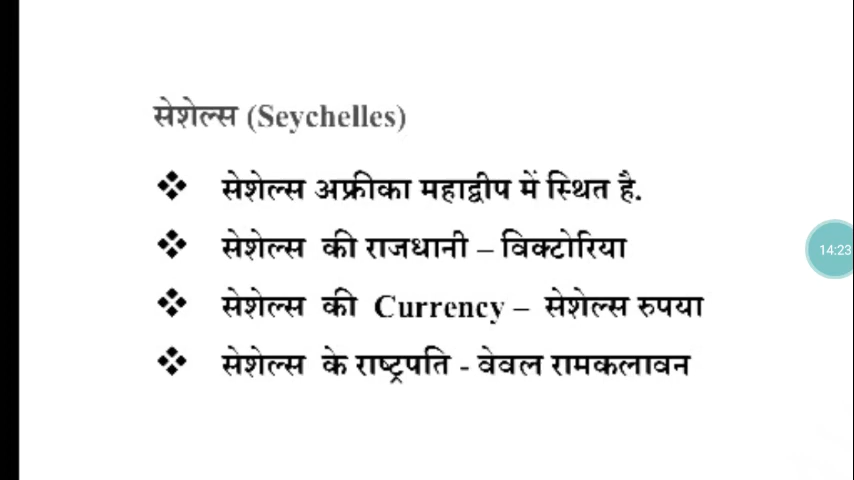 सेशेल्स (Seychelles)
❖ सेशेल्स अफ्रीका महाद्वीप में स्थित है.
❖ सेशेल्स की राजधानी – विक्टोरिया
14:23
❖ सेशेल्स की Currency – सेशेल्स रुपया
❖ सेशेल्स के राष्ट्रपति - वेवल रामकलावन